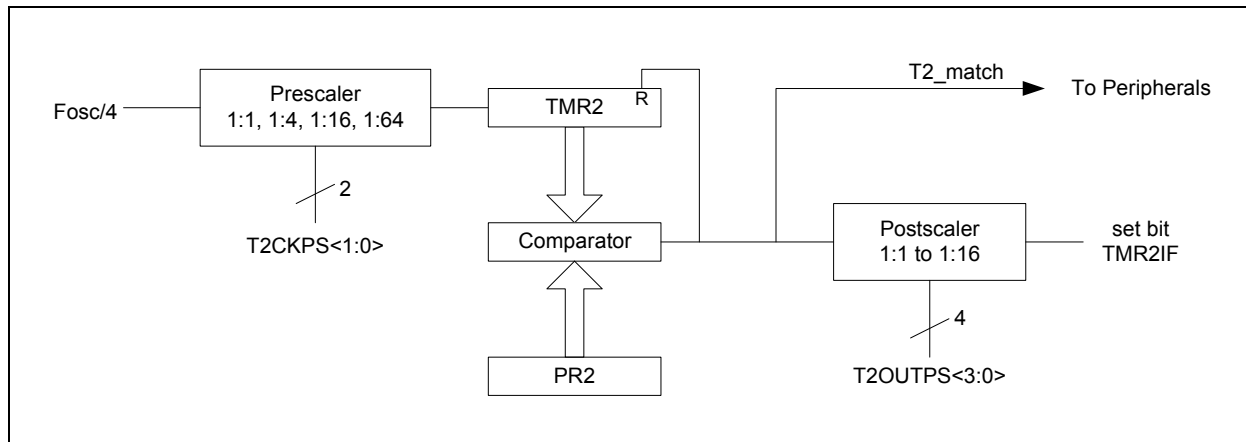 Fosc/4
Prescaler
1:1, 1:4, 1:16, 1:64
2
T2CKPS<1:0>
TMR2
R
Comparator
PR2
T2_match
To Peripherals
Postscaler
1:1 to 1:16
4
T2OUTPS<3:0>
set bit
TMR2IF